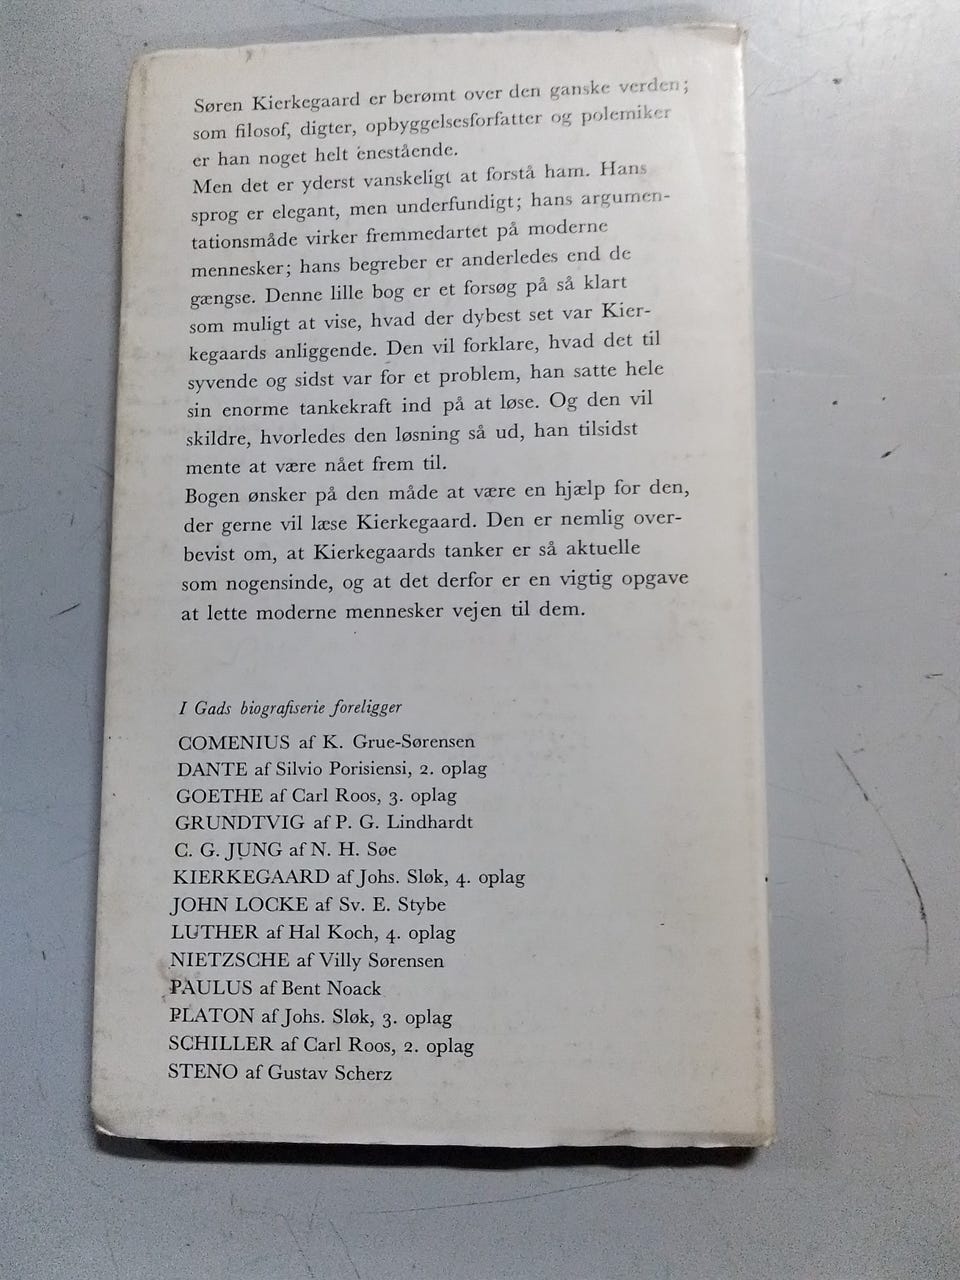 Søren Kierkegaard er berømt over den ganske verden;
som filosof, digter, opbyggelsesforfatter og polemiker
er han noget helt enestående.
Men det er yderst vanskeligt at forstå ham. Hans
sprog er elegant, men underfundigt; hans argumen-
tationsmåde virker fremmedartet på moderne
mennesker; hans begreber er anderledes end de
gængse. Denne lille bog er et forsøg på så klart
som muligt at vise, hvad der dybest set var Kier-
kegaards anliggende. Den vil forklare, hvad det til
syvende og sidst var for et problem, han satte hele
sin enorme tankekraft ind på at løse. Og den vil
skildre, hvorledes den løsning så ud, han tilsidst
mente at være nået frem til.
Bogen ønsker på den måde at være en hjælp for den,
der gerne vil læse Kierkegaard. Den er nemlig over-
bevist om, at Kierkegaards tanker er så aktuelle
som nogensinde, og at det derfor er en vigtig opgave
at lette moderne mennesker vejen til dem.
I Gads biografiserie foreligger
COMENIUS af K. Grue-Sørensen
DANTE af Silvio Porisiensi, 2. oplag
GOETHE af Carl Roos, 3. oplag
GRUNDTVIG af P. G. Lindhardt
C. G. JUNG af N. H. Søe
KIERKEGAARD af Johs. Sløk, 4. oplag
JOHN LOCKE af Sv. E. Stybe
LUTHER af Hal Koch, 4. oplag
NIETZSCHE af Villy Sørensen
PAULUS af Bent Noack
PLATON af Johs. Sløk, 3. oplag
SCHILLER af Carl Roos, 2. oplag
STENO af Gustav Scherz